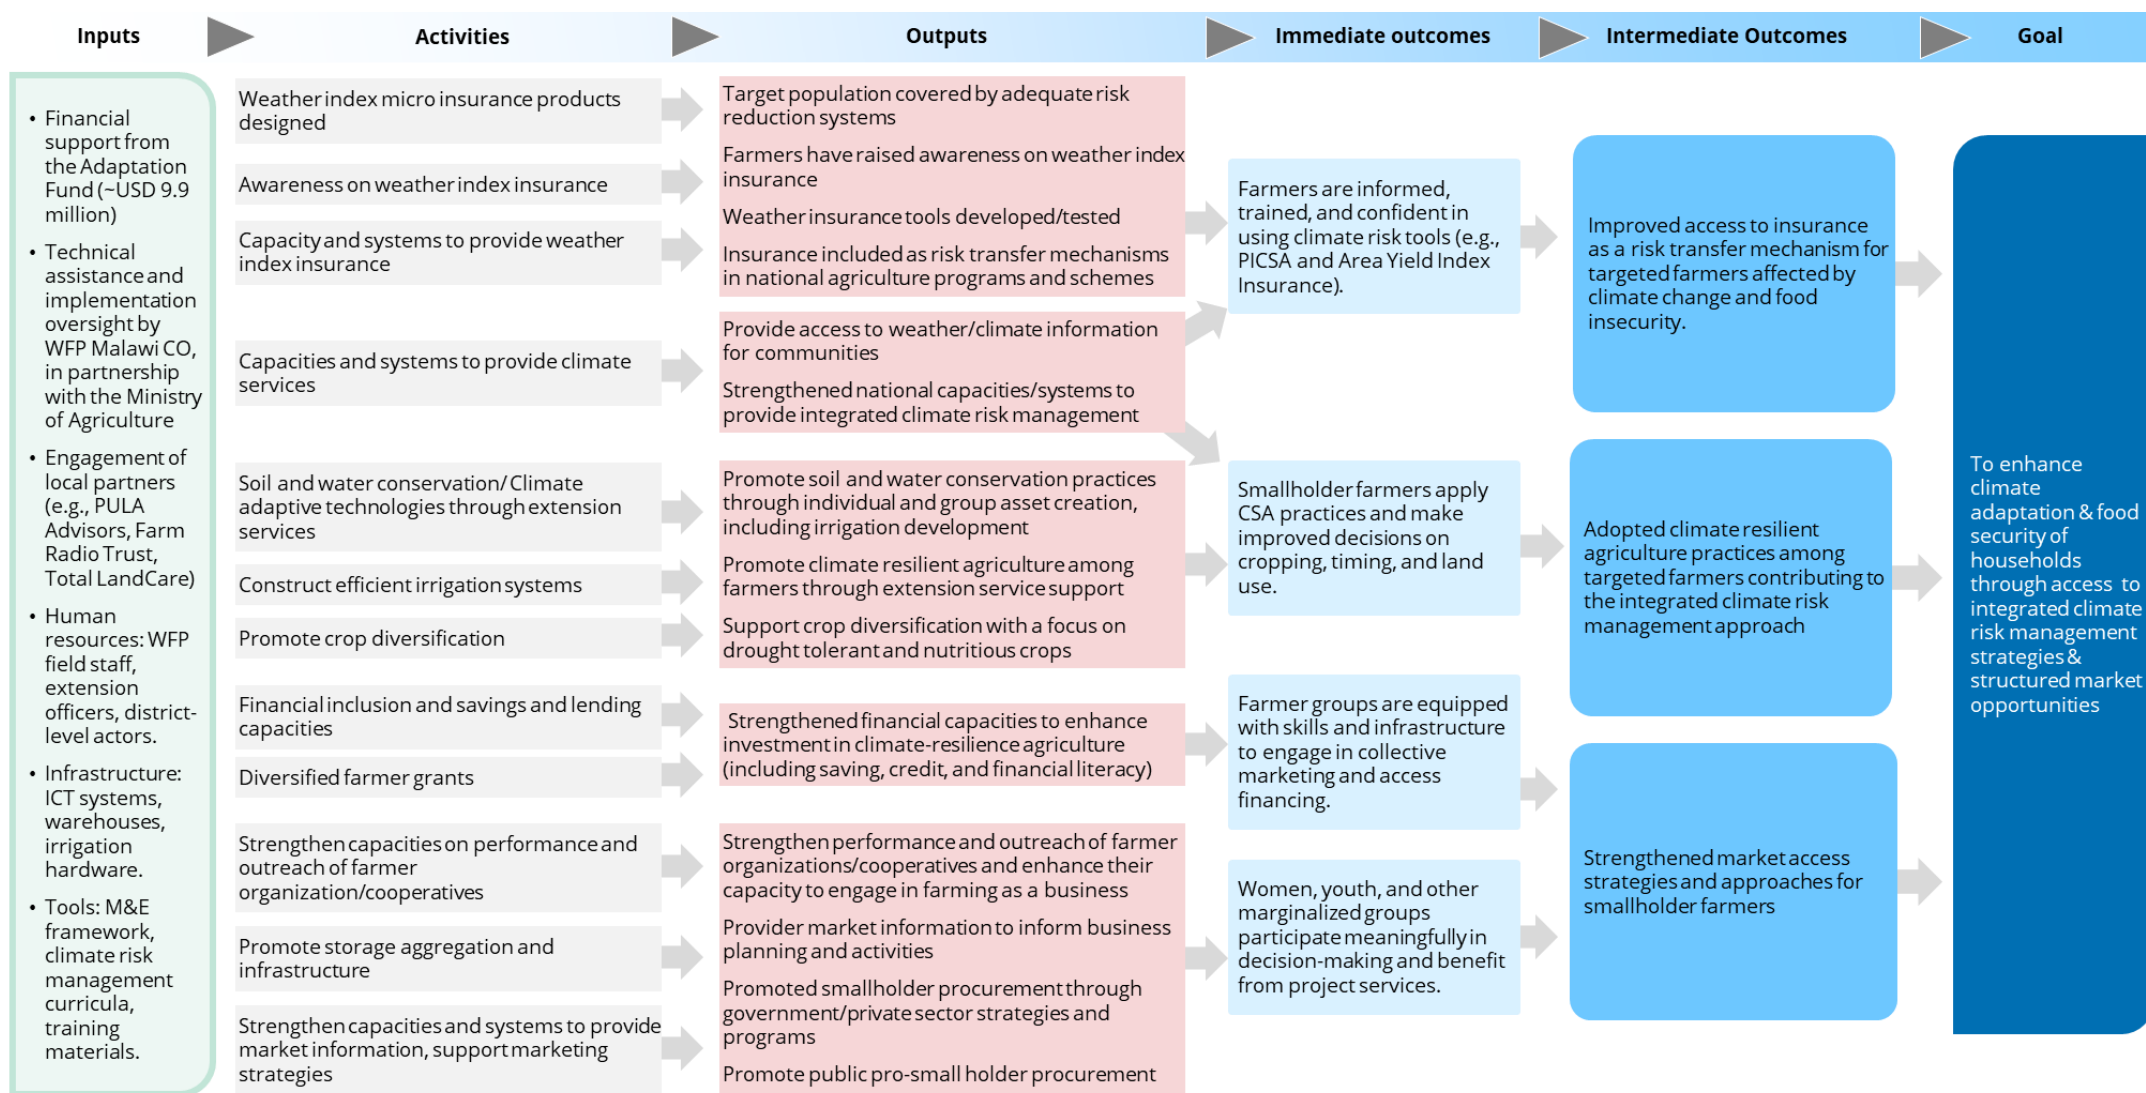 Inputs
Activities
Outputs
Immediate outcomes
Intermediate Outcomes
Goal
• Financial
support from
the Adaptation
Fund (~USD 9.9
million)
• Technical
assistance and
implementation
oversight by
WFP Malawi CO,
in partnership
with the Ministry
of Agriculture
• Engagement of
local partners
(e.g., PULA
Advisors, Farm
Radio Trust,
Total LandCare)
• Human
resources: WFP
field staff,
extension
officers, district-
level actors.
• Infrastructure:
ICT systems,
warehouses,
irrigation
hardware.
• Tools: M&E
framework,
climate risk
management
curricula,
training
materials.
Weather index micro insurance products
designed
Awareness on weather index insurance
Capacity and systems to provide weather
index insurance
Capacities and systems to provide climate
services
Soil and water conservation/ Climate
adaptive technologies through extension
services
Construct efficient irrigation systems
Promote crop diversification
Financial inclusion and savings and lending
capacities
Diversified farmer grants
Strengthen capacities on performance and
outreach of farmer
organization/cooperatives
Promote storage aggregation and
infrastructure
Strengthen capacities and systems to provide
market information, support marketing
strategies
Target population covered by adequate risk
reduction systems
Farmers have raised awareness on weather index
insurance
Weather insurance tools developed/tested
Insurance included as risk transfer mechanisms
in national agriculture programs and schemes
Provide access to weather/climate information
for communities
Strengthened national capacities/systems to
provide integrated climate risk management
Promote soil and water conservation practices
through individual and group asset creation,
including irrigation development
Promote climate resilient agriculture among
farmers through extension service support
Support crop diversification with a focus on
drought tolerant and nutritious crops
Strengthened financial capacities to enhance
investment in climate-resilience agriculture
(including saving, credit, and financial literacy)
Strengthen performance and outreach of farmer
organizations/cooperatives and enhance their
capacity to engage in farming as a business
Provider market information to inform business
planning and activities
Promoted smallholder procurement through
government/private sector strategies and
programs
Promote public pro-small holder procurement
Farmers are informed,
trained, and confident in
using climate risk tools (e.g.,
PICSA and Area Yield Index
Insurance).
Smallholder farmers apply
CSA practices and make
improved decisions on
cropping, timing, and land
use.
Farmer groups are equipped
with skills and infrastructure
to engage in collective
marketing and access
financing.
Women, youth, and other
marginalized groups
participate meaningfully in
decision-making and benefit
from project services.
Improved access to insurance
as a risk transfer mechanism for
targeted farmers affected by
climate change and food
insecurity.
Adopted climate resilient
agriculture practices among
targeted farmers contributing to
the integrated climate risk
management approach
Strengthened market access
strategies and approaches for
smallholder farmers
To enhance
climate
adaptation & food
security of
households
through access to
integrated climate
risk management
strategies &
structured market
opportunities